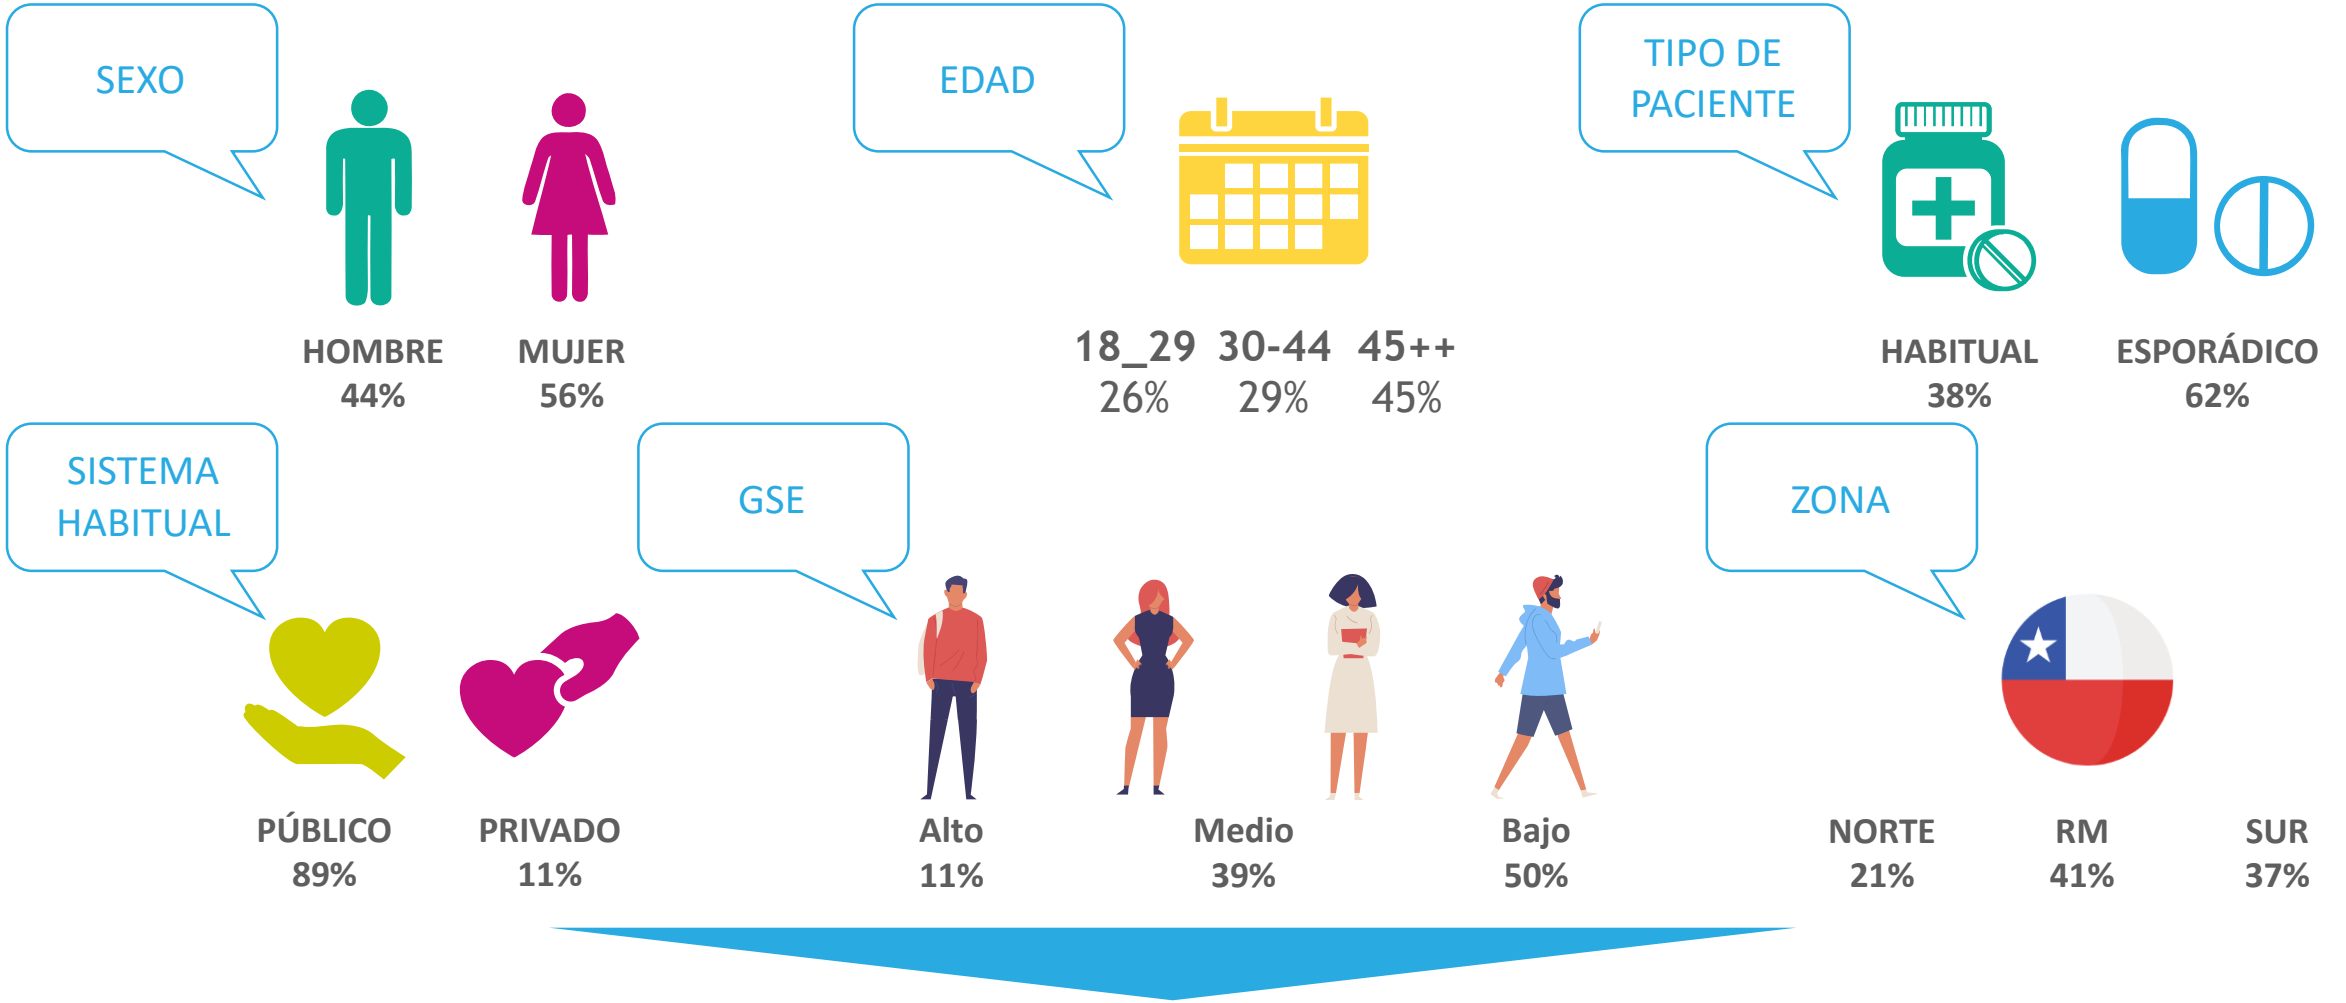 SEXO
HOMBRE
44%
MUJER
56%
EDAD
18_29 30-44 45++
26% 29% 45%
TIPO DE
PACIENTE
HABITUAL
38%
ESPORÁDICO
62%
SISTEMA
HABITUAL
PÚBLICO
89%
PRIVADO
11%
GSE
Alto
11%
Medio
39%
Bajo
50%
ZONA
NORTE
21%
RM
41%
SUR
37%